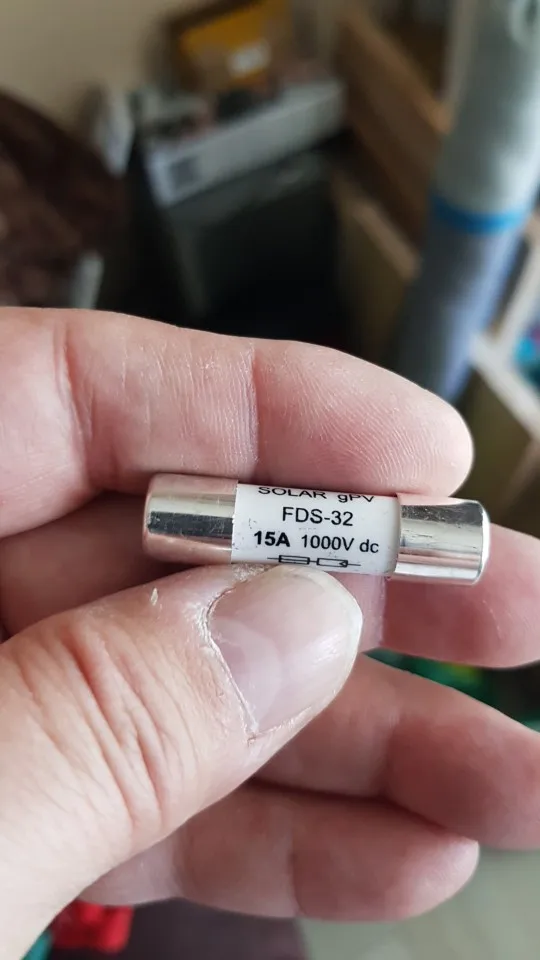 SOLAR gPV
FDS-32
15A 1000V dc